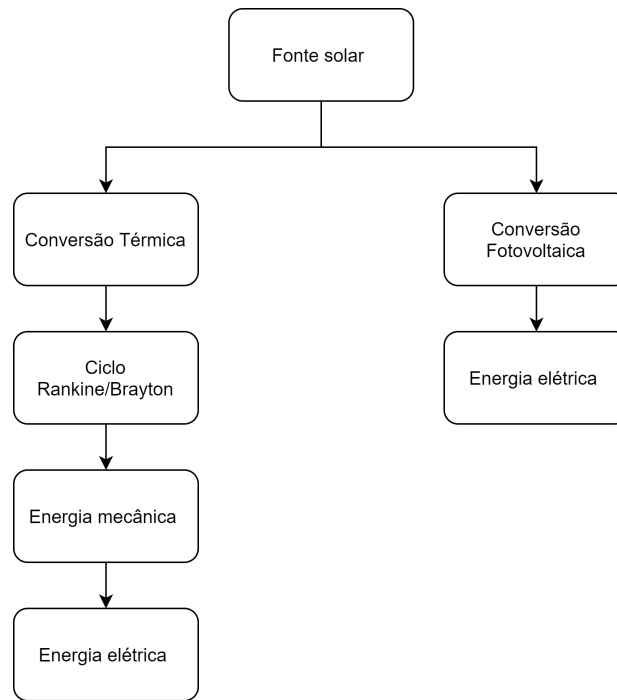 Fonte solar
Conversão Térmica
Conversão
Fotovoltaica
Ciclo
Rankine/Brayton
Energia elétrica
Energia mecânica
Energia elétrica